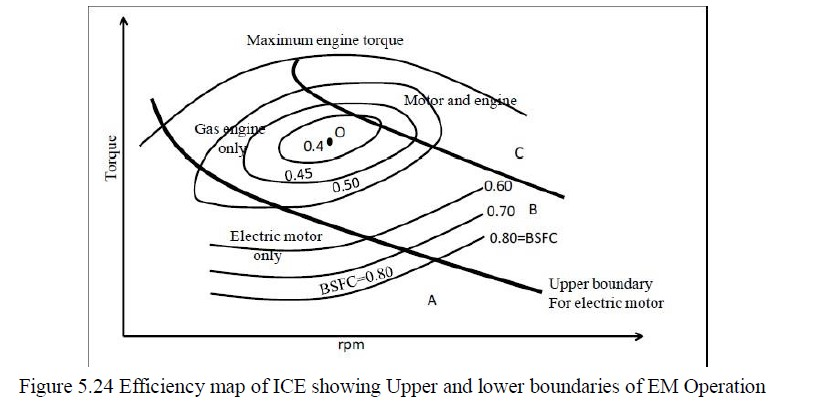 Maximum engine torque
Motor and engine
Gas engine
only
O
0.4
C
Torque
0.45
0.50
0.60
0.70 B
Electric motor
only
0.80=BSFC
BSFC=0.80
A
Upper boundary
For electric motor
rpm
Figure 5.24 Efficiency map of ICE showing Upper and lower boundaries of EM Operation